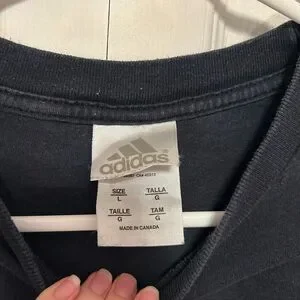 adidas
SIZE TALLA
L G
TAILLE TAM
G G
MADE IN CANADA